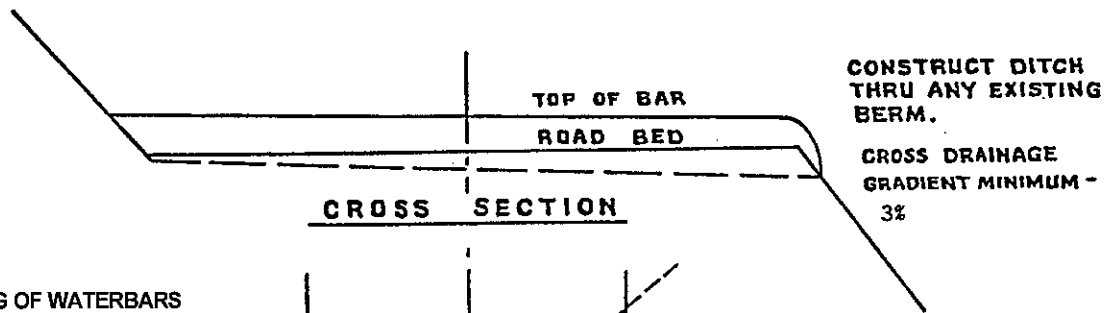 TOP OF BAR
ROAD BED
CROSS SECTION
CONSTRUCT DITCH
THRU ANY EXISTING
BERM.
CROSS DRAINAGE
GRADIENT MINIMUM -
3%
OF WATERBARS